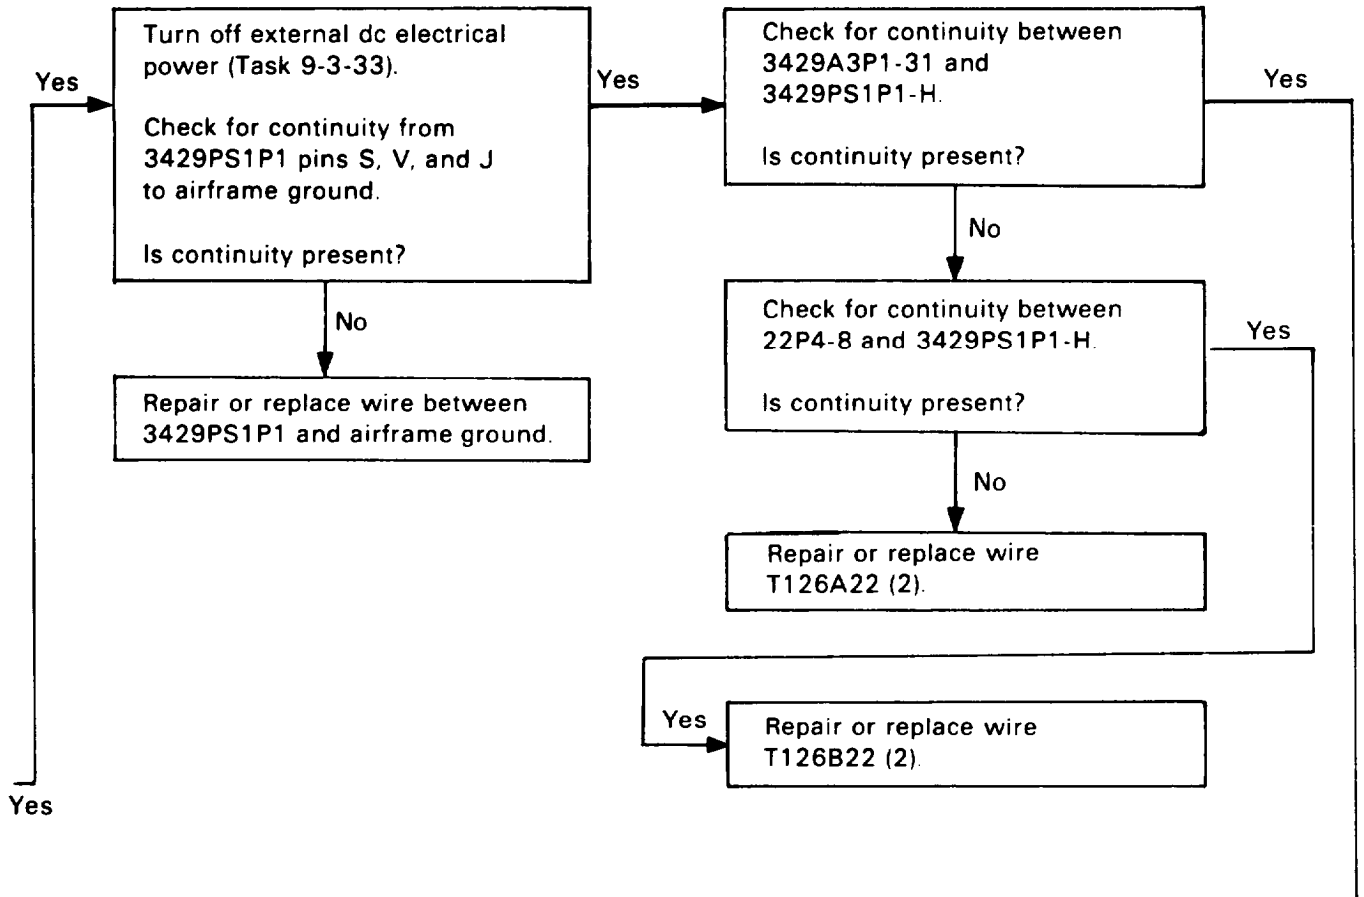 Yes
Turn off external dc electrical
power (Task 9-3-33).
Check for continuity from
3429PS1P1 pins S, V, and J
to airframe ground.
Is continuity present?
Yes
No
Repair or replace wire between
3429PS1P1 and airframe ground.
Check for continuity between
3429A3P1-31 and
3429PS1P1-H.
Is continuity present?
Yes
No
Check for continuity between
22P4-8 and 3429PS1P1-H.
Is continuity present?
Yes
No
Repair or replace wire
T126A22 (2).
Yes
Repair or replace wire
T126B22 (2).
Yes